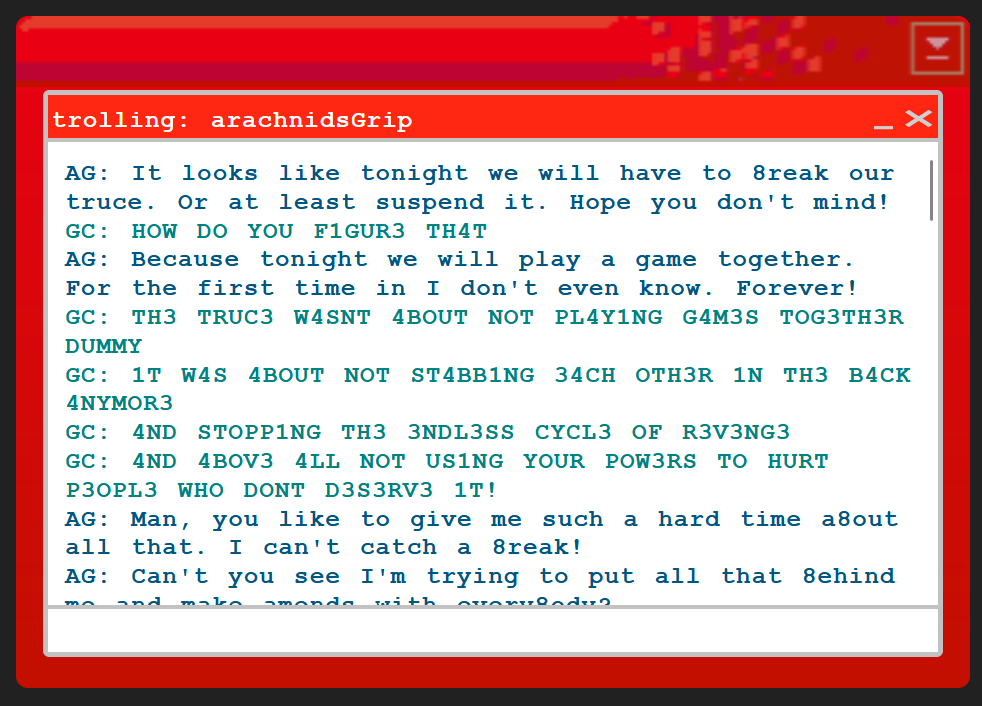 trolling: arachnidsGrip
AG: It looks like tonight we will have to 8reak our
truce. Or at least suspend it. Hope you don't mind!
GC: HOW DO YOU F1GUR3 TH4T
AG: Because tonight we will play a game together.
For the first time in I don't even know. Forever!
GC: TH3 TRUC3 W4SNT 4BOUT NOT PL4Y1NG G4M3S TOG3TH3R
DUMMY
GC: 1T W4S 4BOUT NOT ST4BB1NG 34CH OTH3R 1N TH3 B4CK
4NYMOR3
GC: 4ND STOPP1NG TH3 3NDL3SS CYCL3 OF R3V3NG3
GC: 4ND 4BOV3 4LL NOT US1NG YOUR POW3RS TO HURT
P3OPL3 WHO DONT D3S3RV3 1T!
AG: Man, you like to give me such a hard time a8out
all that. I can't catch a 8reak!
AG: Can't you see I'm trying to put all that 8ehind
me and make amends with every8ody?